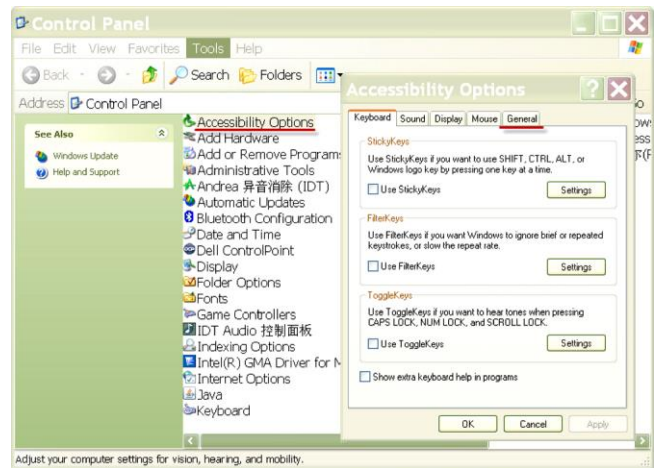 Control Panel
File Edit View Favorites Tools Help
Back Search Folders
Address Control Panel
See Also
Windows Update
Help and Support
Accessibility Options
Add Hardware
Add or Remove Program
Administrative Tools
Andrea 异音消除 (IDT)
Automatic Updates
Bluetooth Configuration
Date and Time
Dell ControlPoint
Display
Folder Options
Fonts
Game Controllers
IDT Audio 控制面板
Indexing Options
Intel(R) GMA Driver for M
Internet Options
Java
Keyboard
Adjust your computer settings for vision, hearing, and mobility.
Accessibility Options
Keyboard Sound Display Mouse General
StickyKeys
Use StickyKeys if you want to use SHIFT, CTRL, ALT, or
Windows logo key by pressing one key at a time.
Use StickyKeys Settings
FilterKeys
Use FilterKeys if you want Windows to ignore brief or repeated
keystrokes, or slow the repeat rate.
Use FilterKeys Settings
ToggleKeys
Use ToggleKeys if you want to hear tones when pressing
CAPS LOCK, NUM LOCK, and SCROLL LOCK.
Use ToggleKeys Settings
Show extra keyboard help in programs
OK Cancel Apply